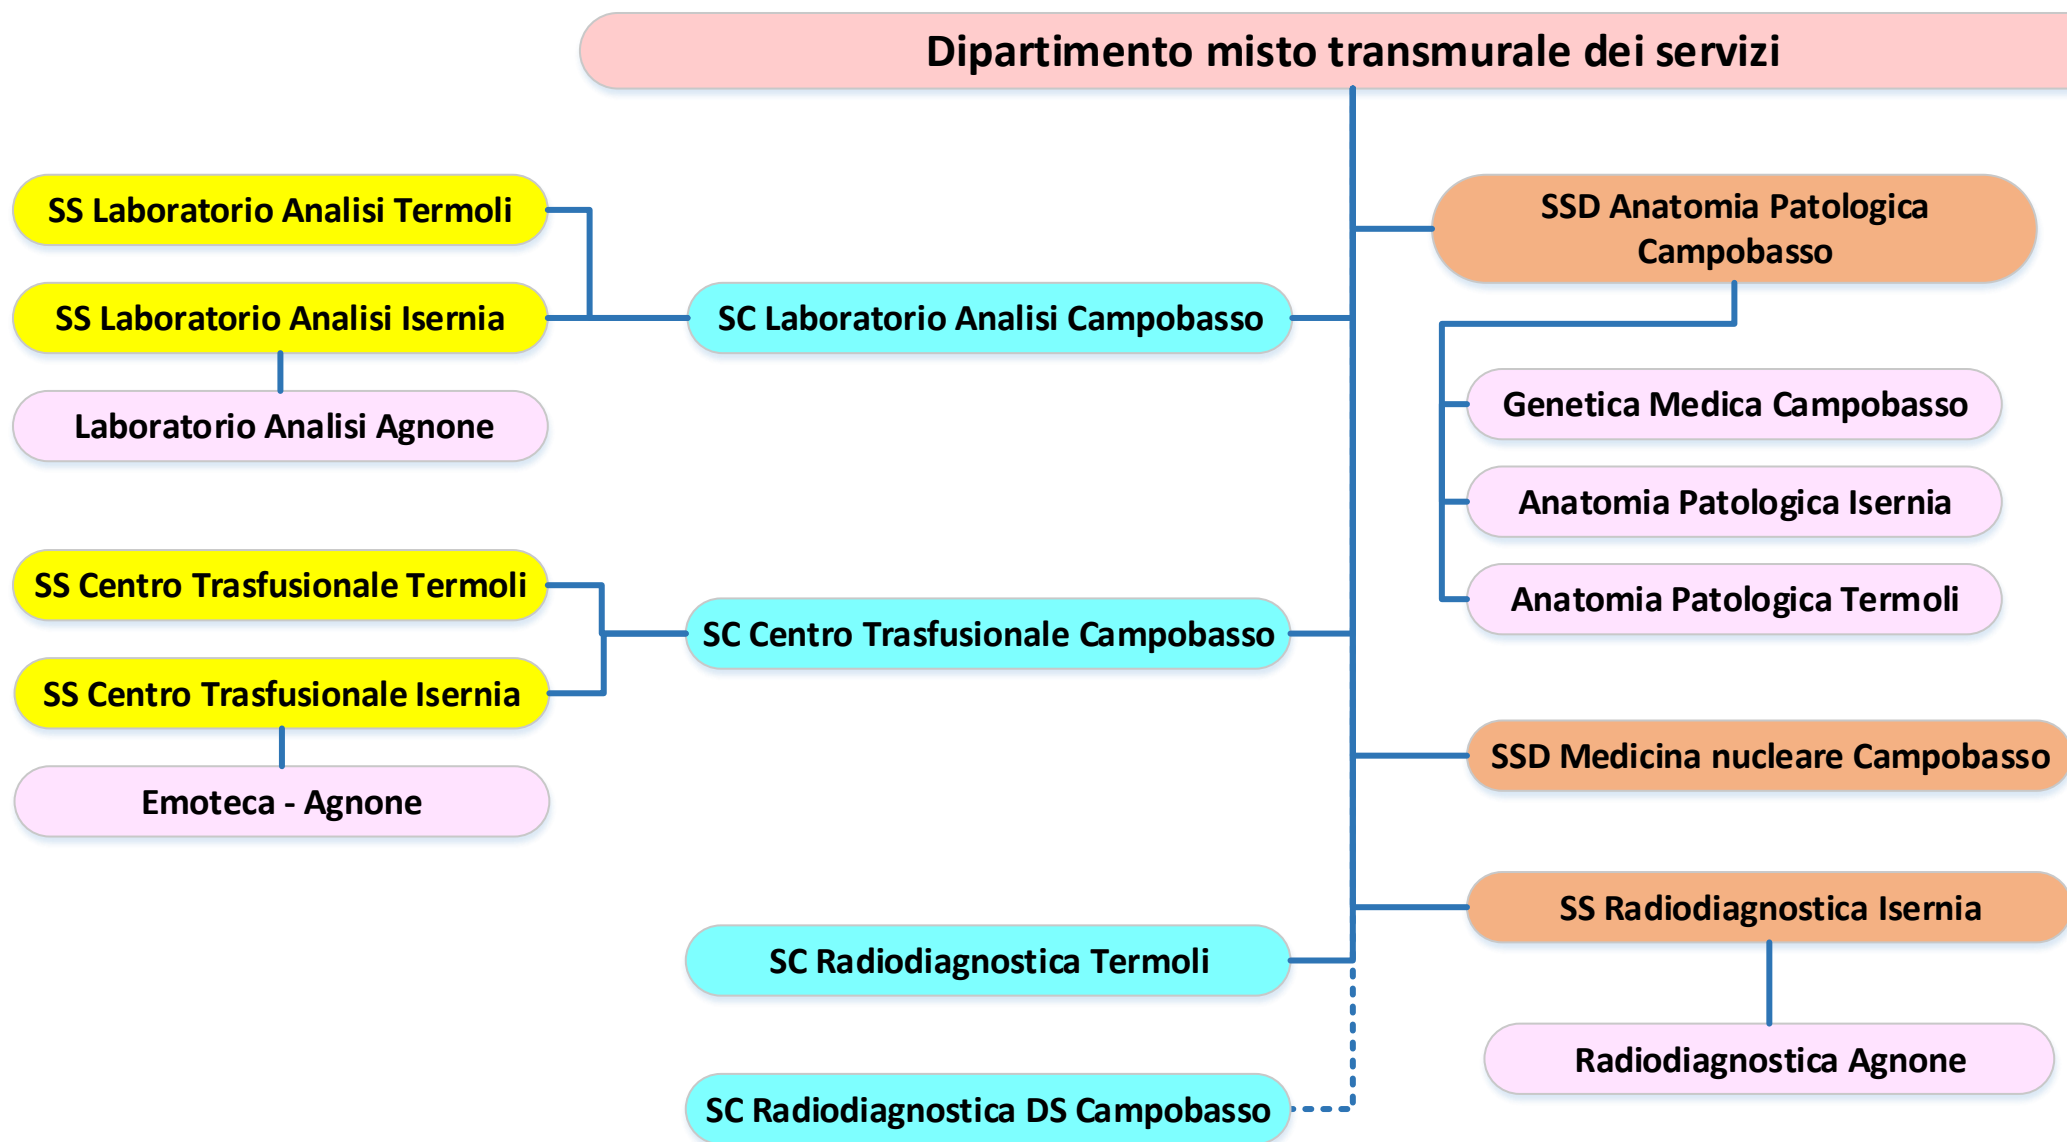 Dipartimento misto transmurale dei servizi
SS Laboratorio Analisi Termoli
SS Laboratorio Analisi Isernia
Laboratorio Analisi Agnone
SS Centro Trasfusionale Termoli
SS Centro Trasfusionale Isernia
Emoteca - Agnone
SC Laboratorio Analisi Campobasso
SC Centro Trasfusionale Campobasso
SC Radiodiagnostica Termoli
SC Radiodiagnostica DS Campobasso
SSD Anatomia Patologica
Campobasso
Genetica Medica Campobasso
Anatomia Patologica Isernia
Anatomia Patologica Termoli
SSD Medicina nucleare Campobasso
SS Radiodiagnostica Isernia
Radiodiagnostica Agnone